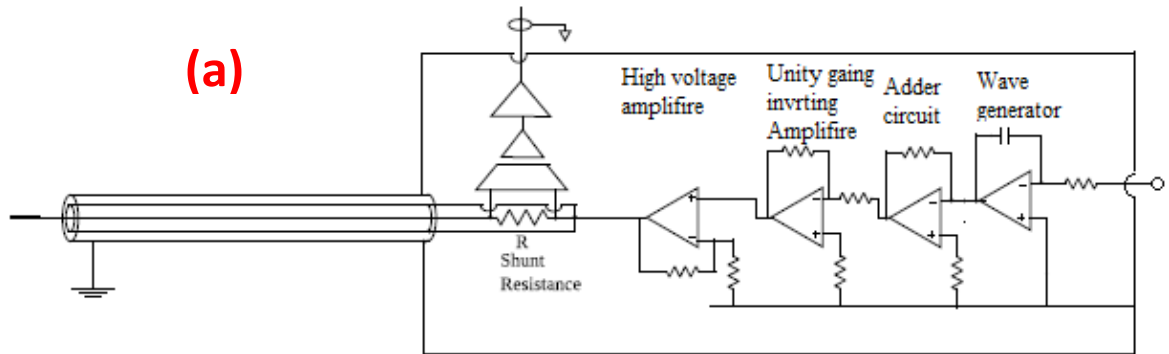 (a)
High voltage
amplifire
Unity gaing
invrting
Amplifire
Adder
circuit
Wave
generator
R
Shunt
Resistance
+
-
-
+
-
+
-
+